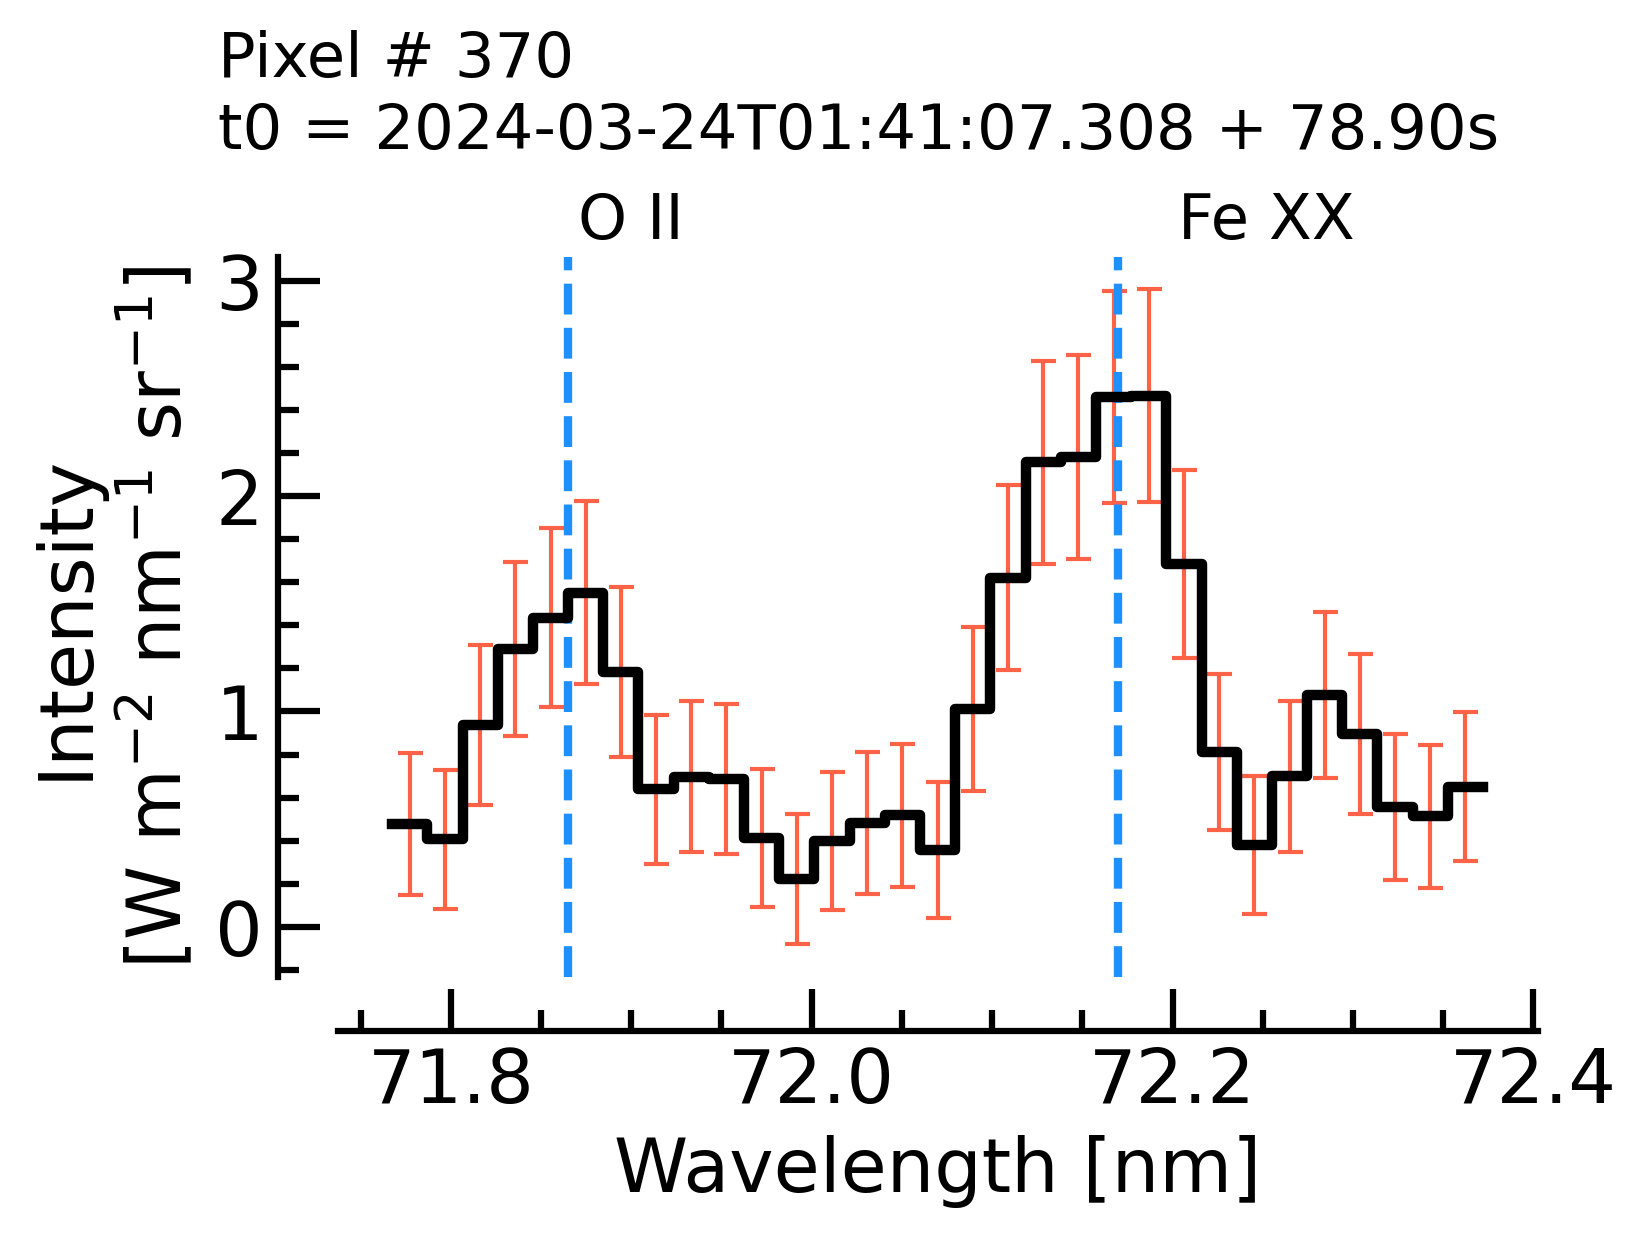 Pixel # 370
t0 = 2024-03-24T01:41:07.308 + 78.90s
O II
Fe XX
3
2
1
0
Intensity
[W m⁻² nm⁻¹ sr⁻¹]
71.8 72.0 72.2 72.4
Wavelength [nm]